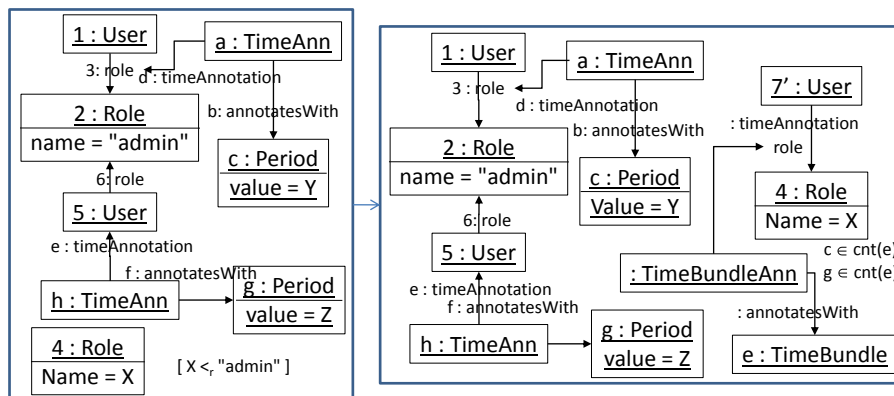 1 : User
a : TimeAnn
3: role
d : timeAnnotation
2 : Role
name = "admin"
b: annotatesWith
c : Period
value = Y
6: role
5 : User
e : timeAnnotation
f : annotatesWith
h : TimeAnn
g : Period
value = Z
4 : Role
Name = X
[ X <r "admin" ]
1 : User
a : TimeAnn
3: role
d : timeAnnotation
7' : User
: timeAnnotation
role
2 : Role
name = "admin"
b: annotatesWith
c : Period
Value = Y
4 : Role
Name = X
6: role
5 : User
c ∈ cnt(e)
g ∈ cnt(e)
: TimeBundleAnn
e : timeAnnotation
f : annotatesWith
: annotatesWith
h : TimeAnn
g : Period
value = Z
e : TimeBundle